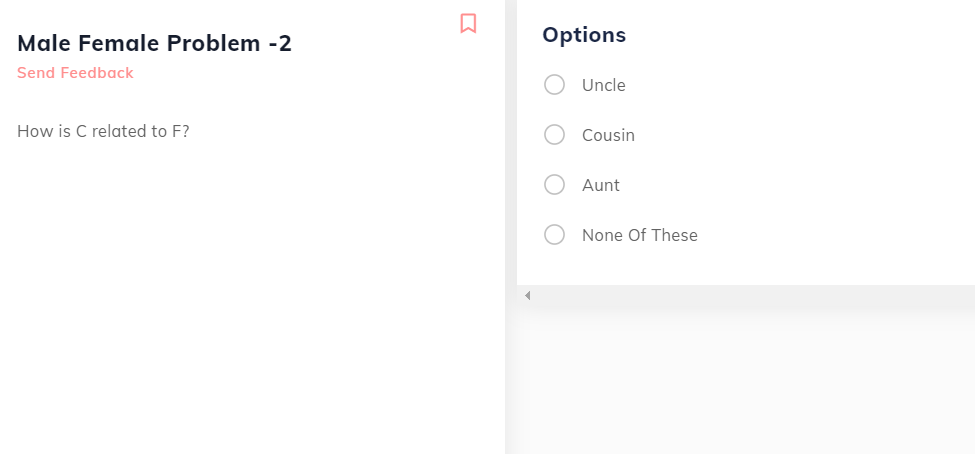 Male Female Problem -2
Send Feedback
How is C related to F?
Options
Uncle
Cousin
Aunt
None Of These